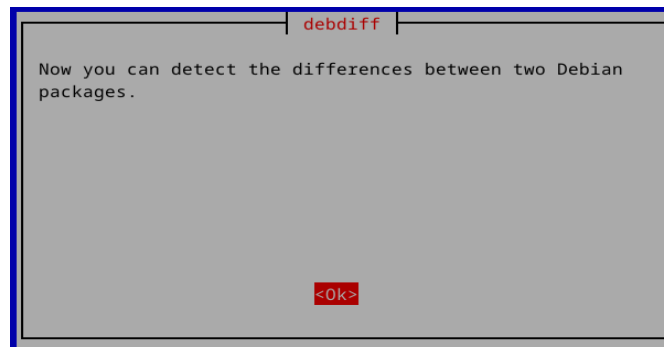 debdiff
Now you can detect the differences between two Debian
packages.
<Ok>